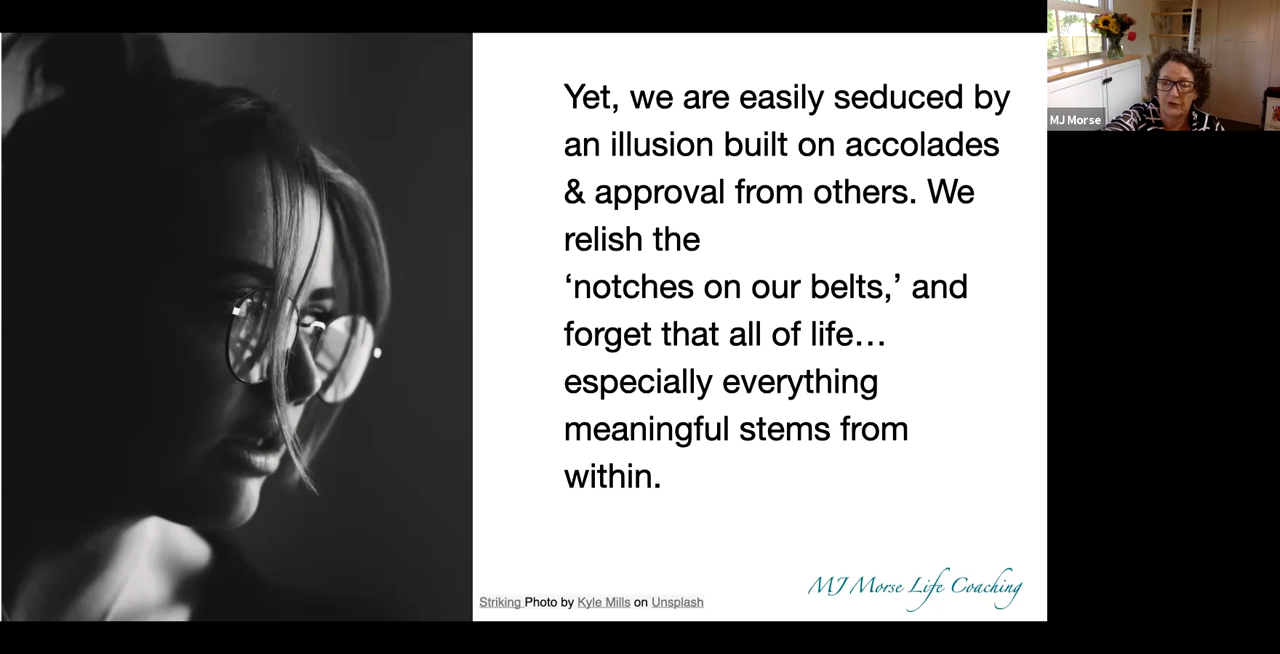 Yet, we are easily seduced by
an illusion built on accolades
& approval from others. We
relish the
‘notches on our belts,’ and
forget that all of life…
especially everything
meaningful stems from
within.
MJ Morse Life Coaching
Striking Photo by Kyle Mills on Unsplash
MJ Morse